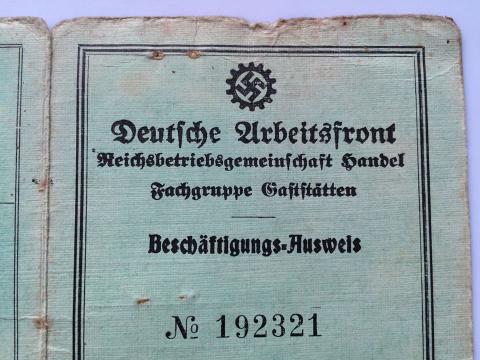 Deutsche Arbeitsfront
Reichsbetriebsgemeinschaft Handel
Fachgruppe Gaststätten
Beschäftigungs-Ausweis
№ 192321